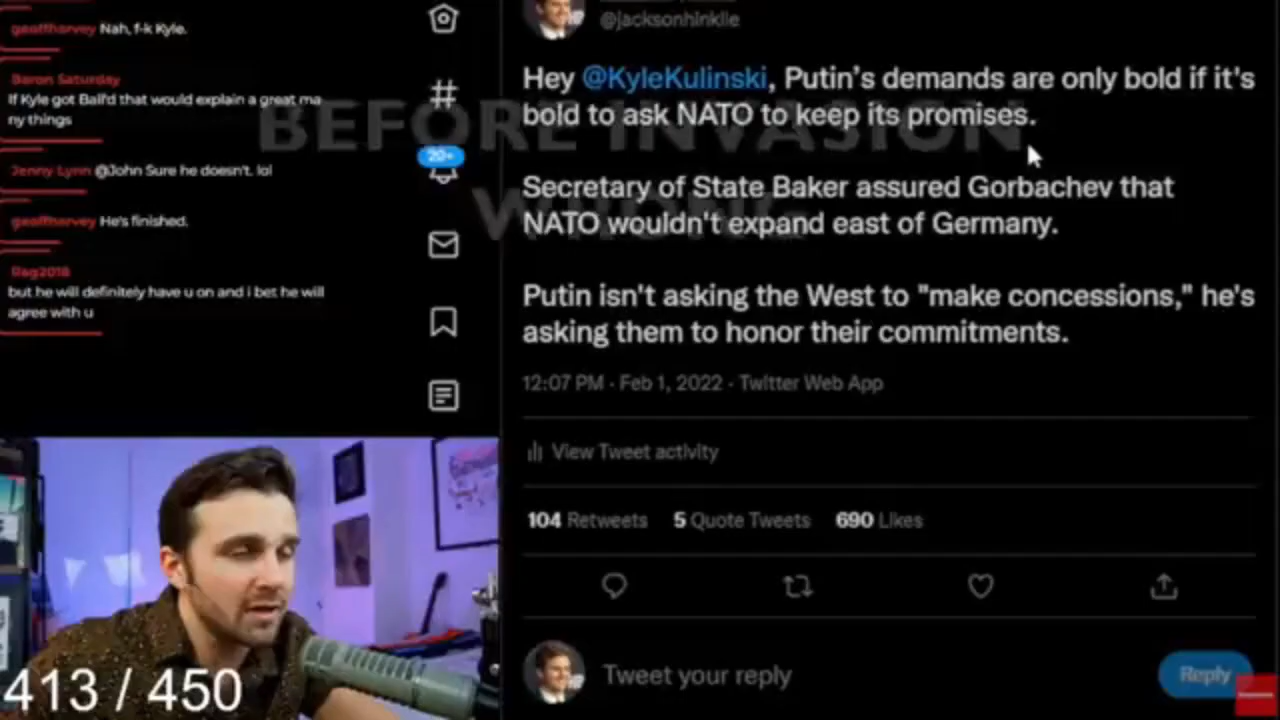 geoffharvey Nah, f-k Kyle.
Baron Saturday
If Kyle got Ball'd that would explain a great ma
ny things
Jenny Lynn @John Sure he doesn't. lol
geoffharvey He's finished.
Rag2018
but he will definitely have u on and i bet he will
agree with u
20+
BEFORE INVASION
@jacksonhinklle
Hey @KyleKulinski, Putin's demands are only bold if it's
bold to ask NATO to keep its promises.
Secretary of State Baker assured Gorbachev that
NATO wouldn't expand east of Germany.
Putin isn't asking the West to "make concessions," he's
asking them to honor their commitments.
12:07 PM · Feb 1, 2022 · Twitter Web App
View Tweet activity
104 Retweets 5 Quote Tweets 690 Likes
Tweet your reply
Reply
413 / 450